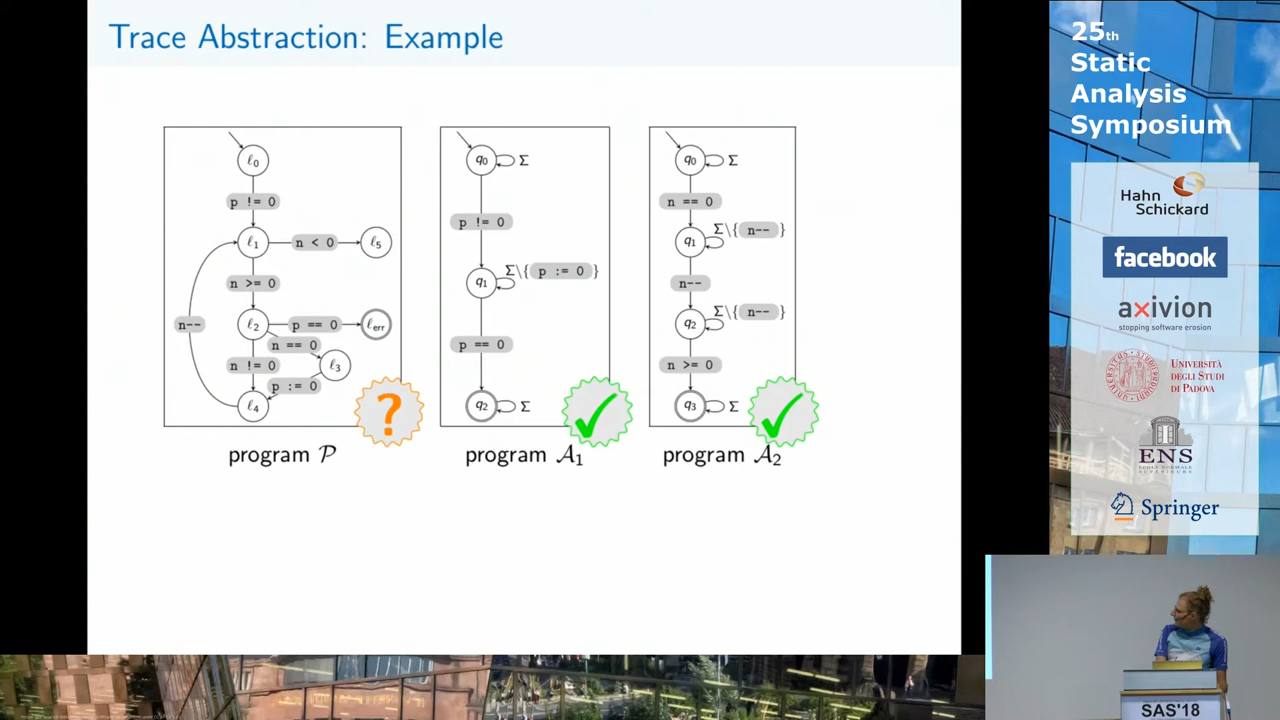 Trace Abstraction: Example
ℓ0
p != 0
ℓ1
n < 0
ℓ5
n >= 0
n--
ℓ2
p == 0
ℓerr
n == 0
n != 0
ℓ3
p := 0
ℓ4
?
program P
q0
Σ
p != 0
q1
Σ\{ p := 0 }
p == 0
q2
Σ
program A1
q0
Σ
n == 0
q1
Σ\{ n-- }
n--
q2
Σ\{ n-- }
n >= 0
q3
Σ
program A2
25th
Static
Analysis
Symposium
Hahn
Schickard
facebook
axivion
stopping software erosion
UNIVERSITÀ
DEGLI STUDI
DI PADOVA
ENS
Springer
SAS'18